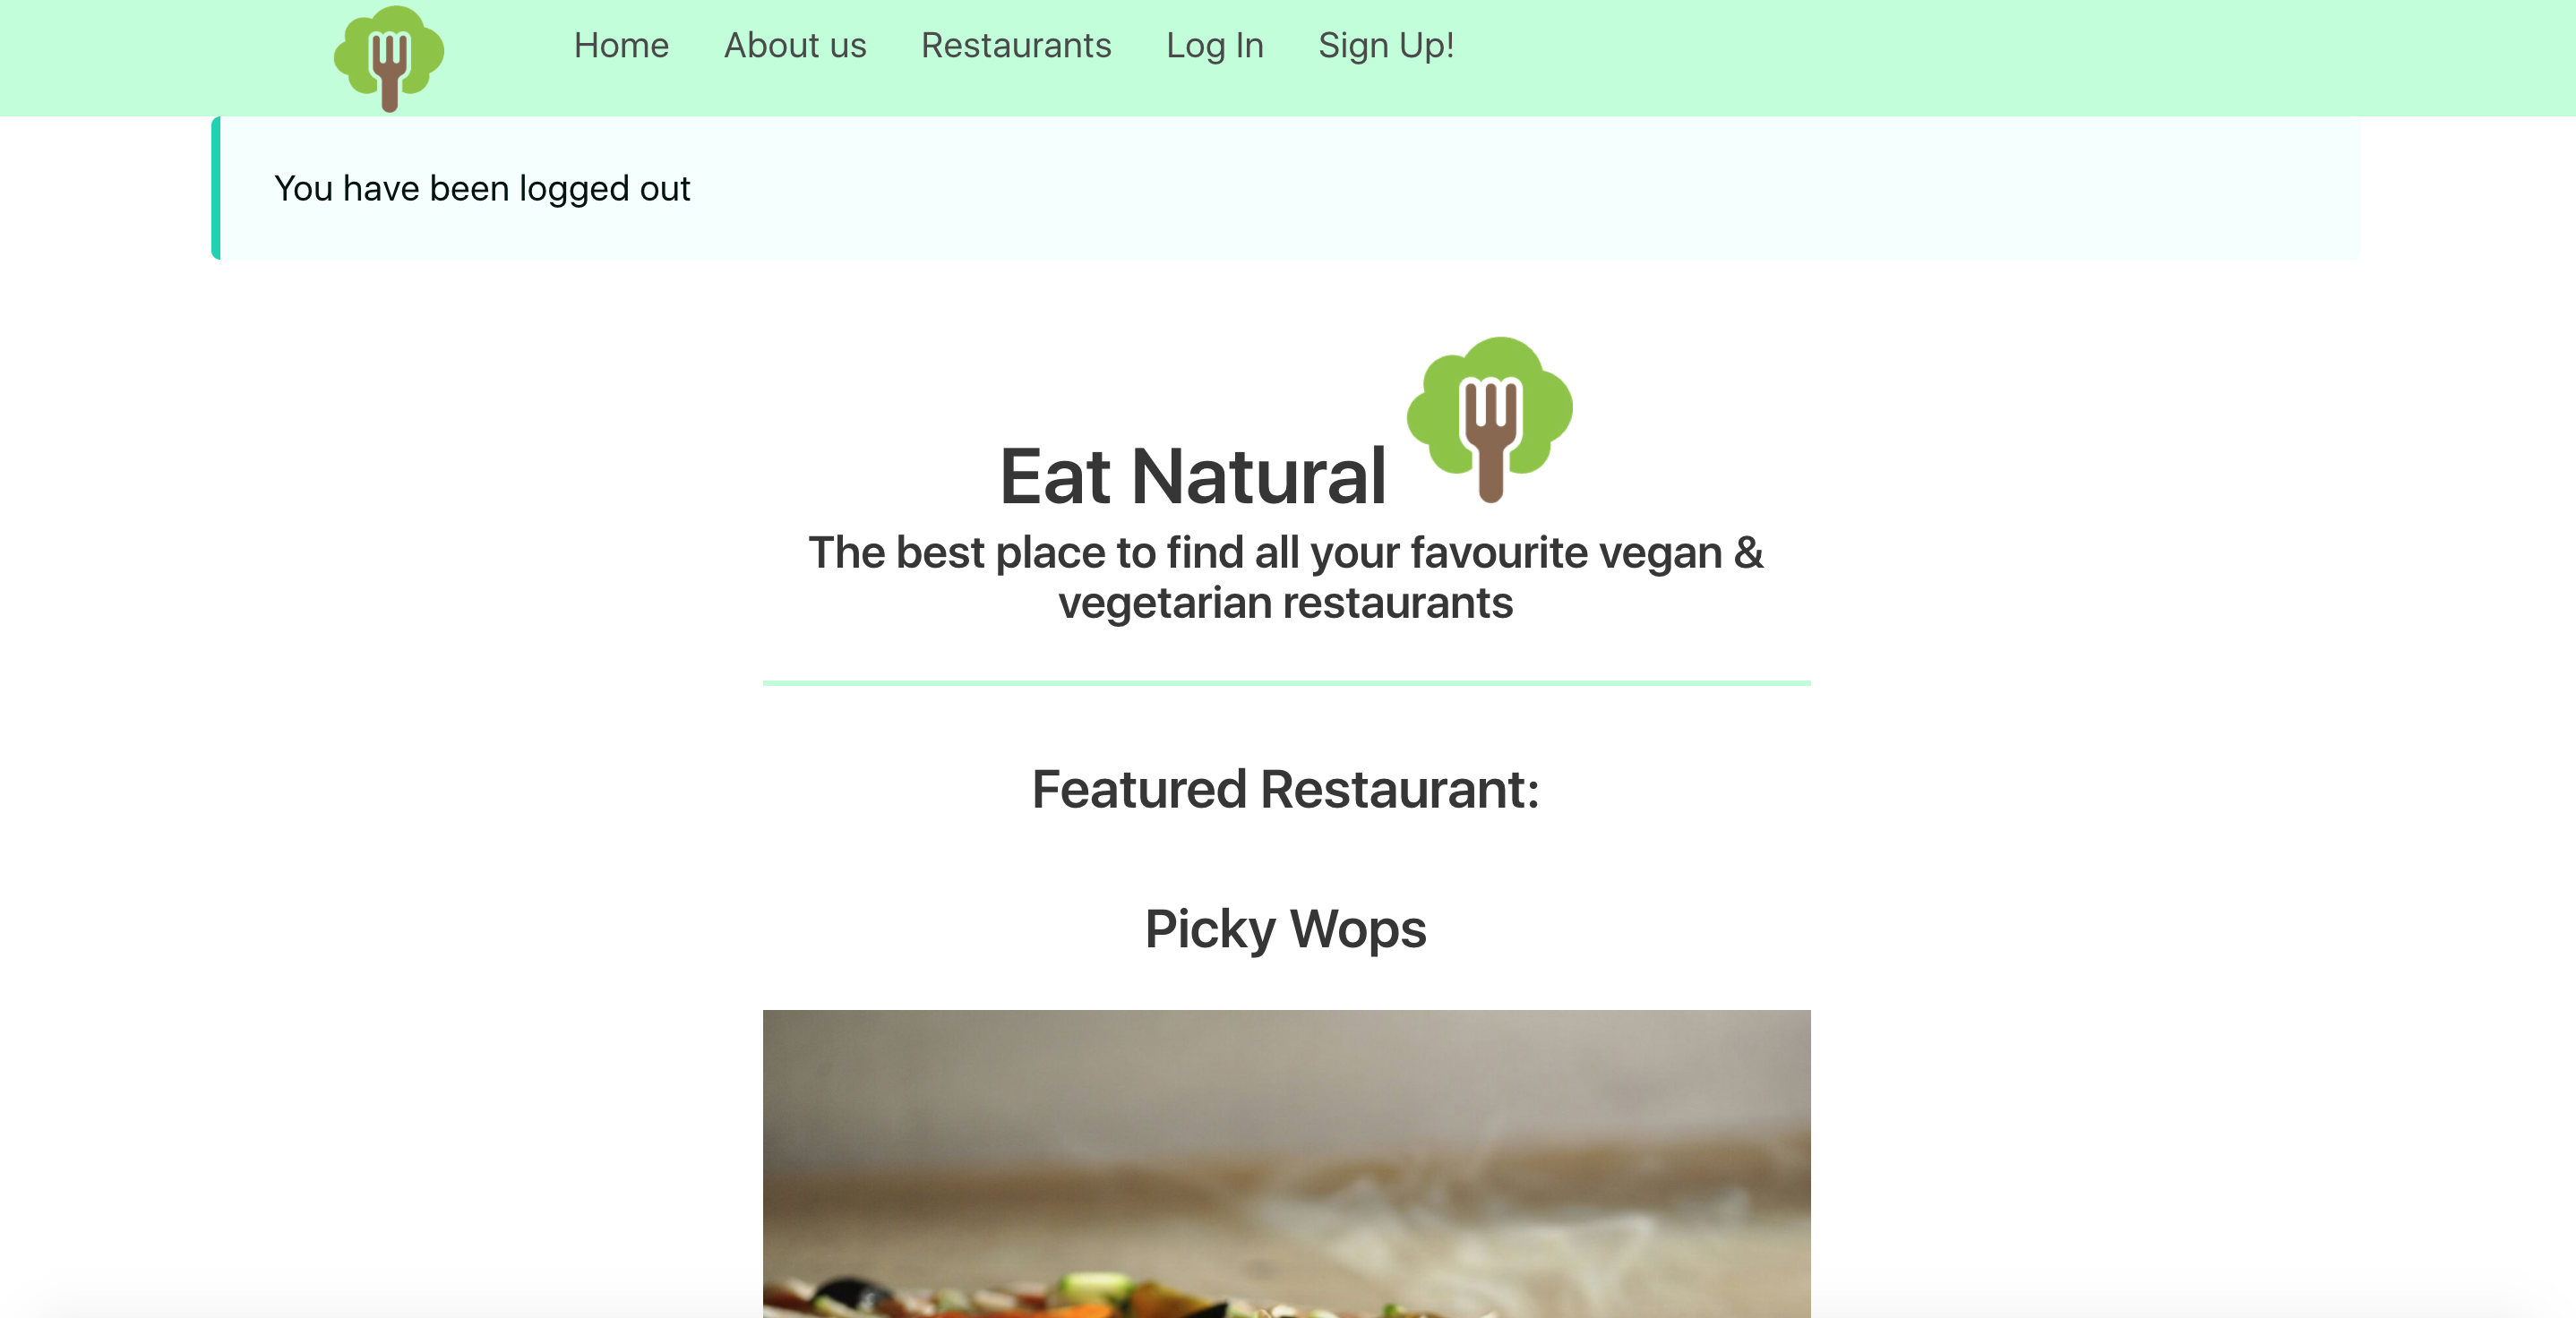 Home About us Restaurants Log In Sign Up!
You have been logged out
Eat Natural
The best place to find all your favourite vegan &
vegetarian restaurants
Featured Restaurant:
Picky Wops